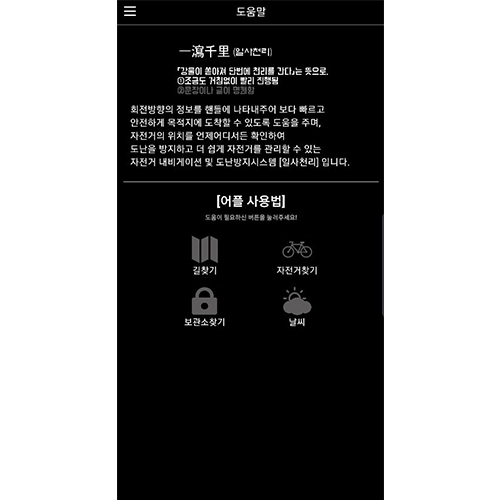 도움말
一瀉千里 (일사천리)
『강물이 쏟아져 단번에 천리를 간다』는 뜻으로.
①조금도 거침없이 빨리 진행됨
②문장이나 글이 명쾌함
회전방향의 정보를 핸들에 나타내주어 보다 빠르고
안전하게 목적지에 도착할 수 있도록 도움을 주며,
자전거의 위치를 언제어디서든 확인하여
도난을 방지하고 더 쉽게 자전거를 관리할 수 있는
자전거 내비게이션 및 도난방지시스템 [일사천리] 입니다.
[어플 사용법]
도움이 필요하신 버튼을 눌러주세요!
길찾기
자전거찾기
보관소찾기
날씨